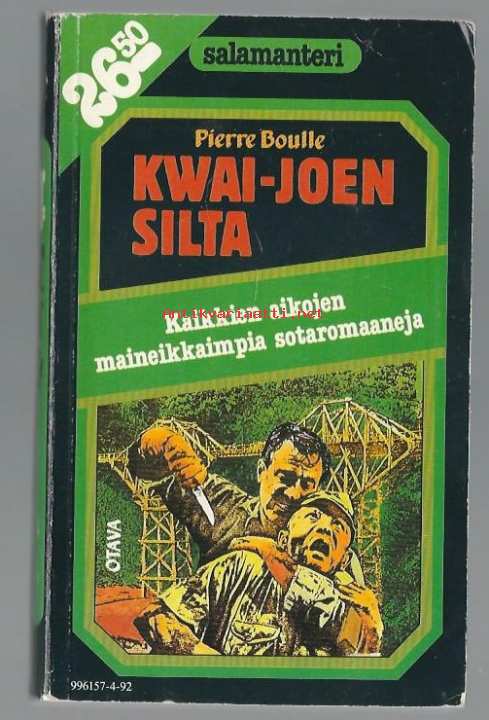 26.50
salamanteri
Pierre Boulle
KWAI-JOEN
SILTA
Kaikkien aikojen
Antikvariaatti.net
maineikkaimpia sotaromaaneja
OTAVA
996157-4-92